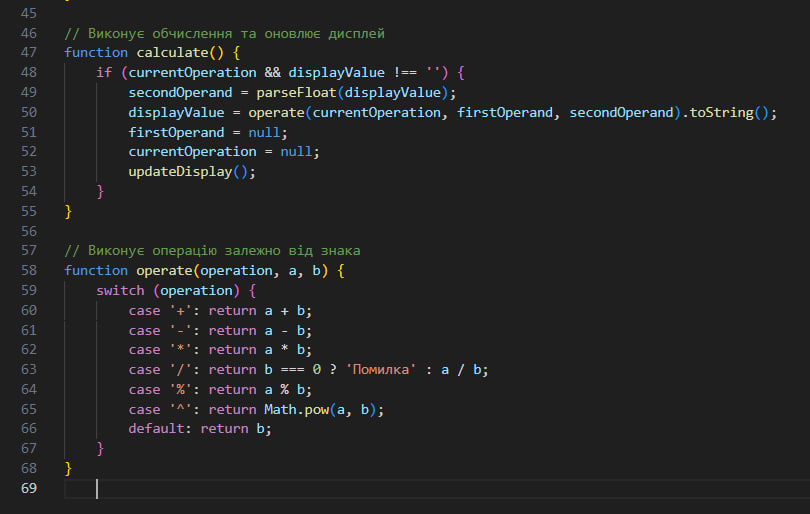 45
46 // Виконує обчислення та оновлює дисплей
47 function calculate() {
48     if (currentOperation && displayValue !== '') {
49         secondOperand = parseFloat(displayValue);
50         displayValue = operate(currentOperation, firstOperand, secondOperand).toString();
51         firstOperand = null;
52         currentOperation = null;
53         updateDisplay();
54     }
55 }
56
57 // Виконує операцію залежно від знака
58 function operate(operation, a, b) {
59     switch (operation) {
60         case '+': return a + b;
61         case '-': return a - b;
62         case '*': return a * b;
63         case '/': return b === 0 ? 'Помилка' : a / b;
64         case '%': return a % b;
65         case '^': return Math.pow(a, b);
66         default: return b;
67     }
68 }
69